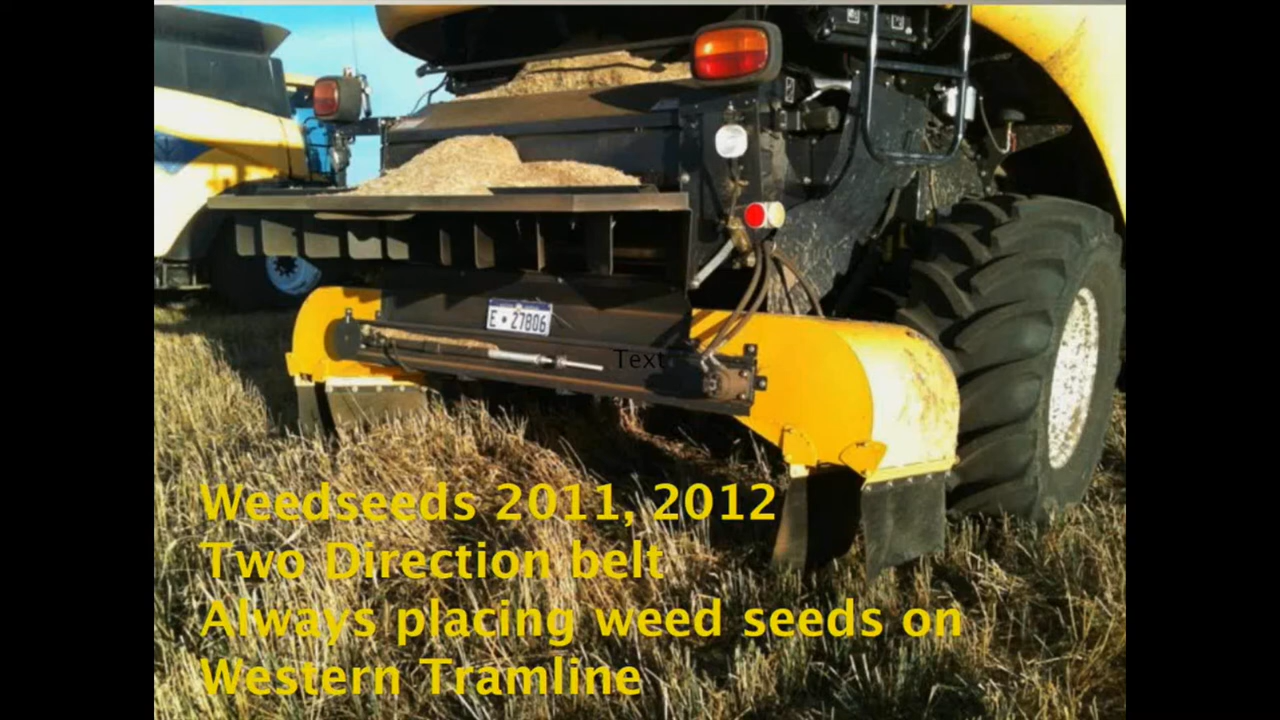 E • 27806
Text
Weedseeds 2011, 2012
Two Direction belt
Always placing weed seeds on
Western Tramline